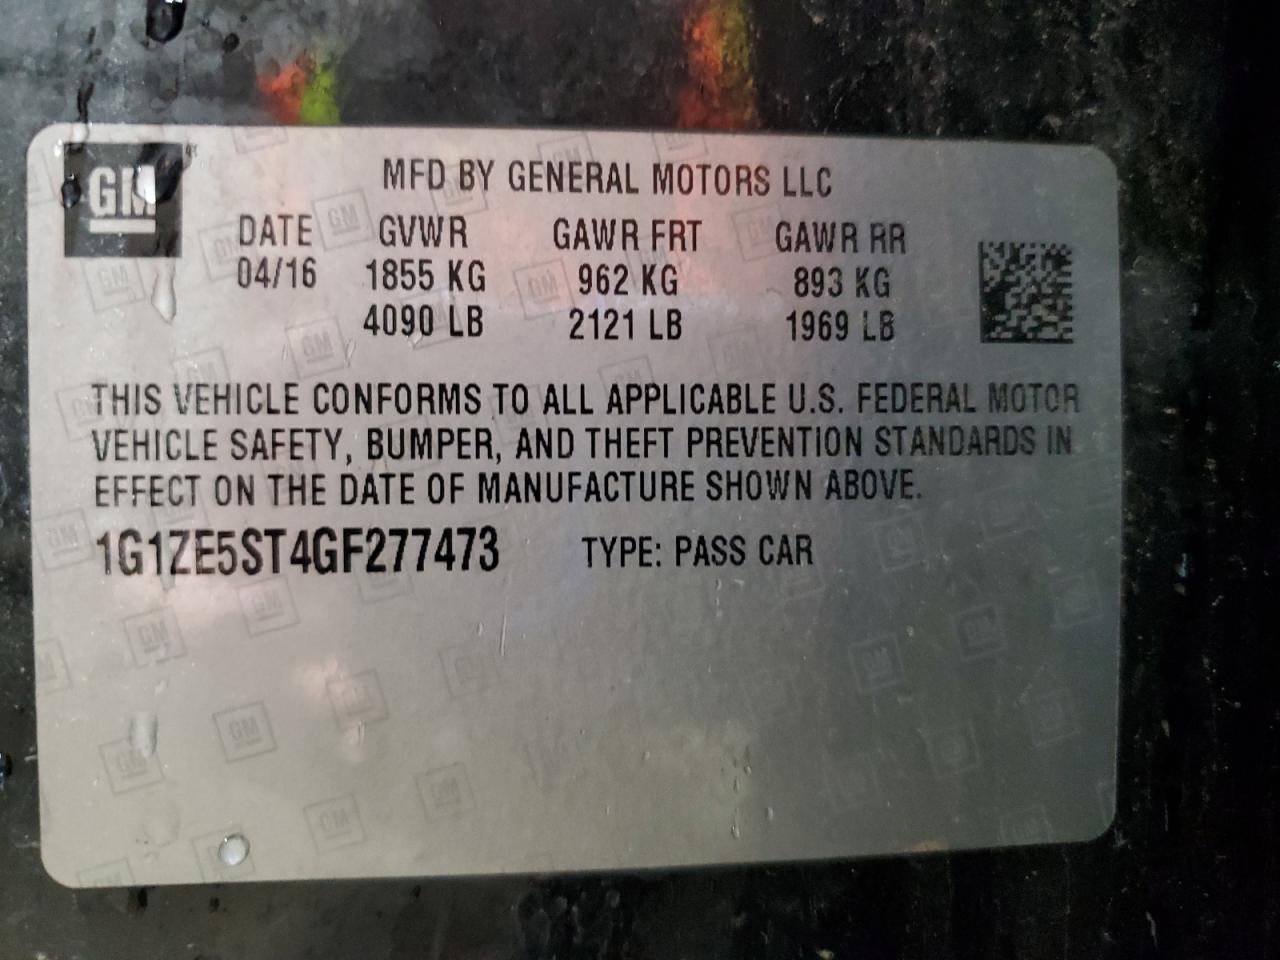 GM
MFD BY GENERAL MOTORS LLC
DATE GVWR GAWR FRT GAWR RR
04/16 1855 KG 962 KG 893 KG
4090 LB 2121 LB 1969 LB
THIS VEHICLE CONFORMS TO ALL APPLICABLE U.S. FEDERAL MOTOR
VEHICLE SAFETY, BUMPER, AND THEFT PREVENTION STANDARDS IN
EFFECT ON THE DATE OF MANUFACTURE SHOWN ABOVE.
1G1ZE5ST4GF277473 TYPE: PASS CAR